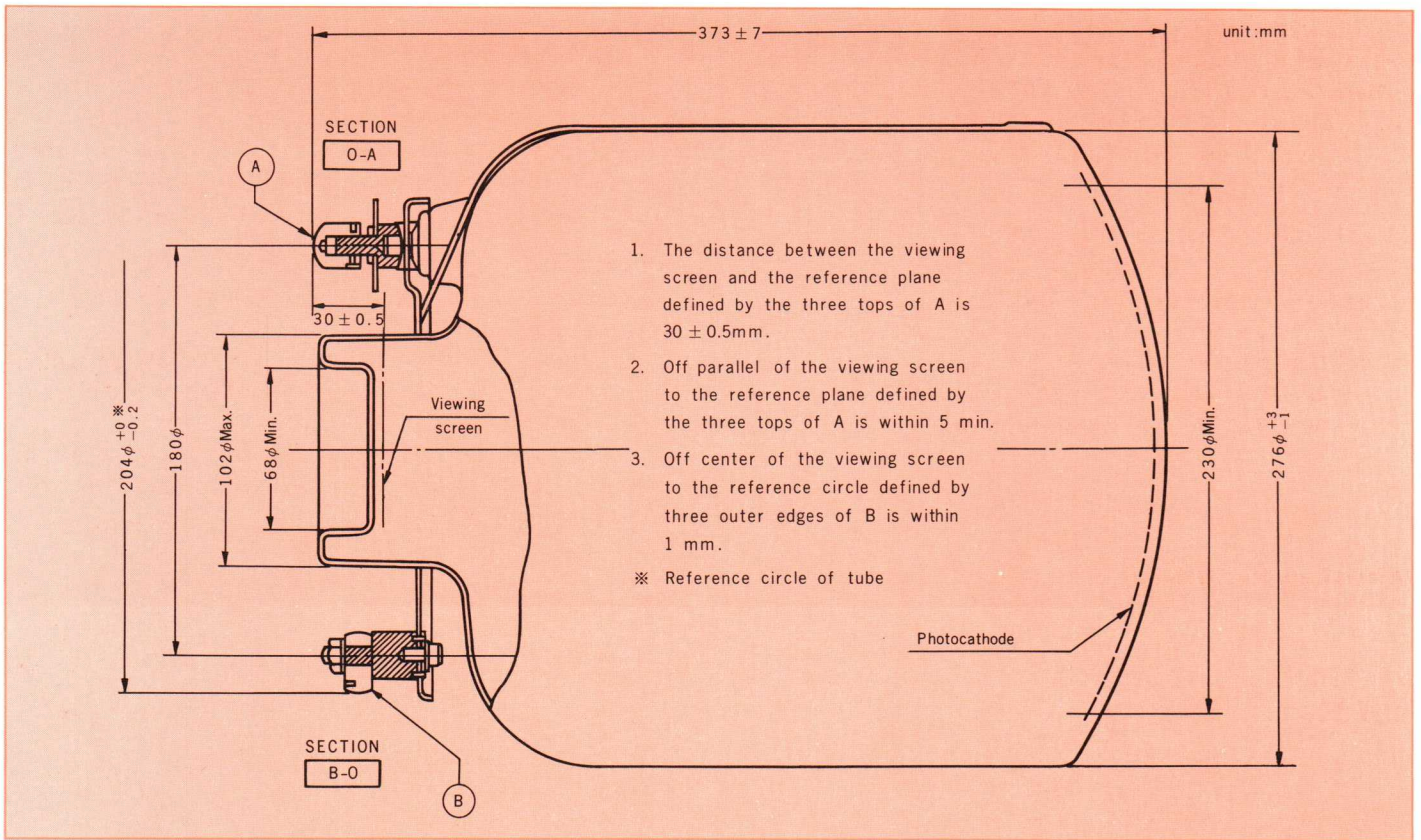 373 ± 7
unit:mm
SECTION
O-A
A
30 ± 0.5
204φ +0 -0.2 ※
180φ
102φMax.
68φMin.
Viewing
screen
1. The distance between the viewing
screen and the reference plane
defined by the three tops of A is
30 ± 0.5mm.
2. Off parallel of the viewing screen
to the reference plane defined by
the three tops of A is within 5 min.
3. Off center of the viewing screen
to the reference circle defined by
three outer edges of B is within
1 mm.
※ Reference circle of tube
230φMin.
276φ +3 -1
Photocathode
SECTION
B-O
B